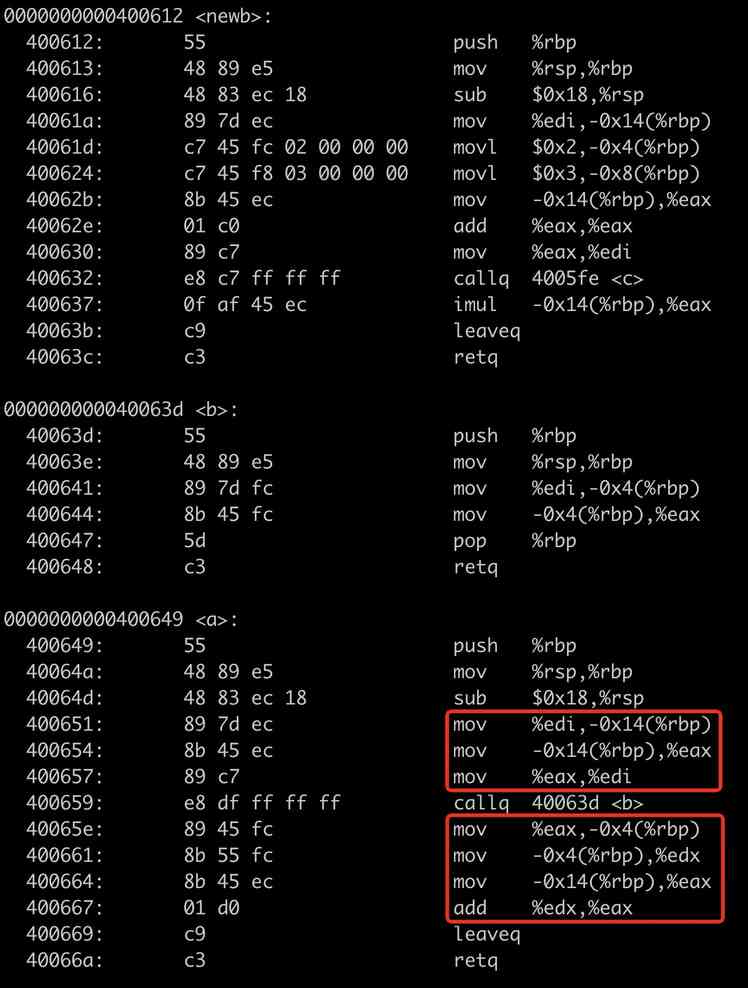 0000000000400612 <newb>:
  400612:       55                      push   %rbp
  400613:       48 89 e5                mov    %rsp,%rbp
  400616:       48 83 ec 18             sub    $0x18,%rsp
  40061a:       89 7d ec                mov    %edi,-0x14(%rbp)
  40061d:       c7 45 fc 02 00 00 00    movl   $0x2,-0x4(%rbp)
  400624:       c7 45 f8 03 00 00 00    movl   $0x3,-0x8(%rbp)
  40062b:       8b 45 ec                mov    -0x14(%rbp),%eax
  40062e:       01 c0                   add    %eax,%eax
  400630:       89 c7                   mov    %eax,%edi
  400632:       e8 c7 ff ff ff          callq  4005fe <c>
  400637:       0f af 45 ec             imul   -0x14(%rbp),%eax
  40063b:       c9                      leaveq
  40063c:       c3                      retq

000000000040063d <b>:
  40063d:       55                      push   %rbp
  40063e:       48 89 e5                mov    %rsp,%rbp
  400641:       89 7d fc                mov    %edi,-0x4(%rbp)
  400644:       8b 45 fc                mov    -0x4(%rbp),%eax
  400647:       5d                      pop    %rbp
  400648:       c3                      retq

0000000000400649 <a>:
  400649:       55                      push   %rbp
  40064a:       48 89 e5                mov    %rsp,%rbp
  40064d:       48 83 ec 18             sub    $0x18,%rsp
  400651:       89 7d ec                mov    %edi,-0x14(%rbp)
  400654:       8b 45 ec                mov    -0x14(%rbp),%eax
  400657:       89 c7                   mov    %eax,%edi
  400659:       e8 df ff ff ff          callq  40063d <b>
  40065e:       89 45 fc                mov    %eax,-0x4(%rbp)
  400661:       8b 55 fc                mov    -0x4(%rbp),%edx
  400664:       8b 45 ec                mov    -0x14(%rbp),%eax
  400667:       01 d0                   add    %edx,%eax
  400669:       c9                      leaveq
  40066a:       c3                      retq